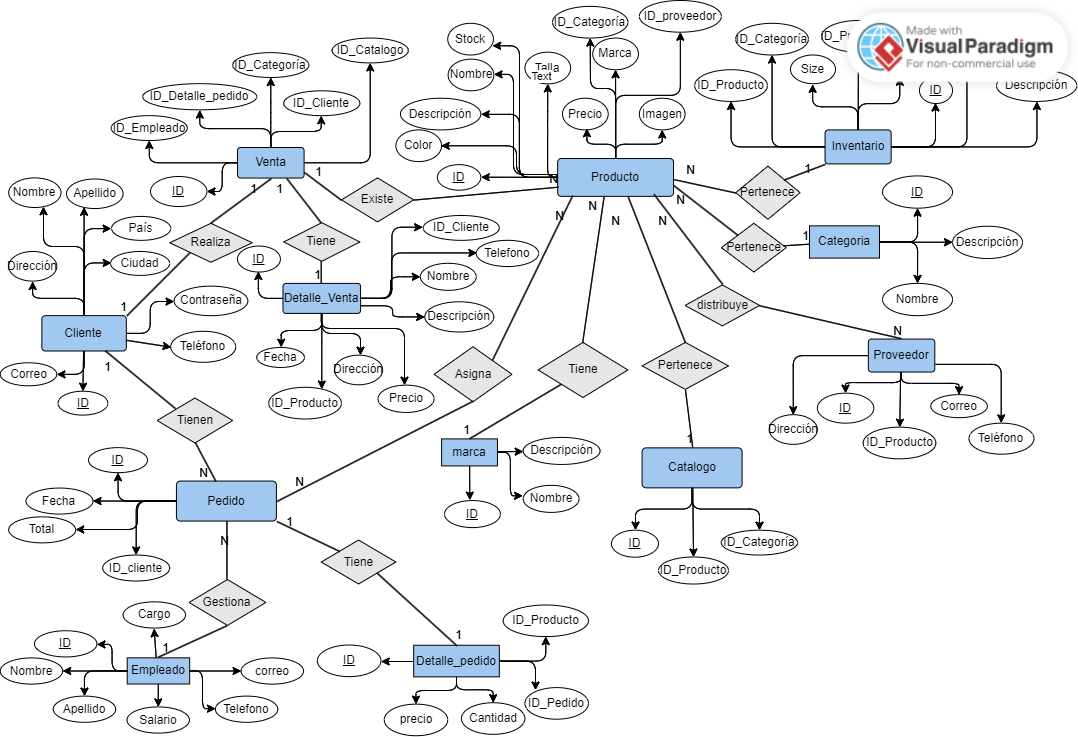 Made with
VisualParadigm
For non-commercial use
ID_Catalogo
ID_Categoría
ID_Detalle_pedido
ID_Cliente
ID_Empleado
ID
Venta
Stock
Nombre
Descripción
Color
ID
Talla
Text
ID_Categoría
Marca
ID_proveedor
Precio
Imagen
Producto
ID_Categoría
ID_Producto
Size
ID
Descripción
Inventario
1
1
1
1
Existe
N
N
N
N
N
N
N
Pertenece
1
Pertenece
1
Categoria
ID
Descripción
Nombre
Nombre
Apellido
País
Ciudad
Dirección
Contraseña
Teléfono
Correo
ID
Cliente
1
1
Realiza
Tiene
1
ID
Detalle_Venta
ID_Cliente
Telefono
Nombre
Descripción
Fecha
Dirección
ID_Producto
Precio
distribuye
N
Proveedor
Dirección
ID
ID_Producto
Correo
Teléfono
Asigna
Tiene
Pertenece
1
marca
Descripción
Nombre
ID
1
Catalogo
ID
ID_Producto
ID_Categoría
Tienen
N
N
ID
Fecha
Total
ID_cliente
Pedido
1
N
Tiene
Gestiona
1
Cargo
ID
Nombre
Apellido
Salario
Telefono
correo
Empleado
1
Detalle_pedido
ID
ID_Producto
ID_Pedido
precio
Cantidad